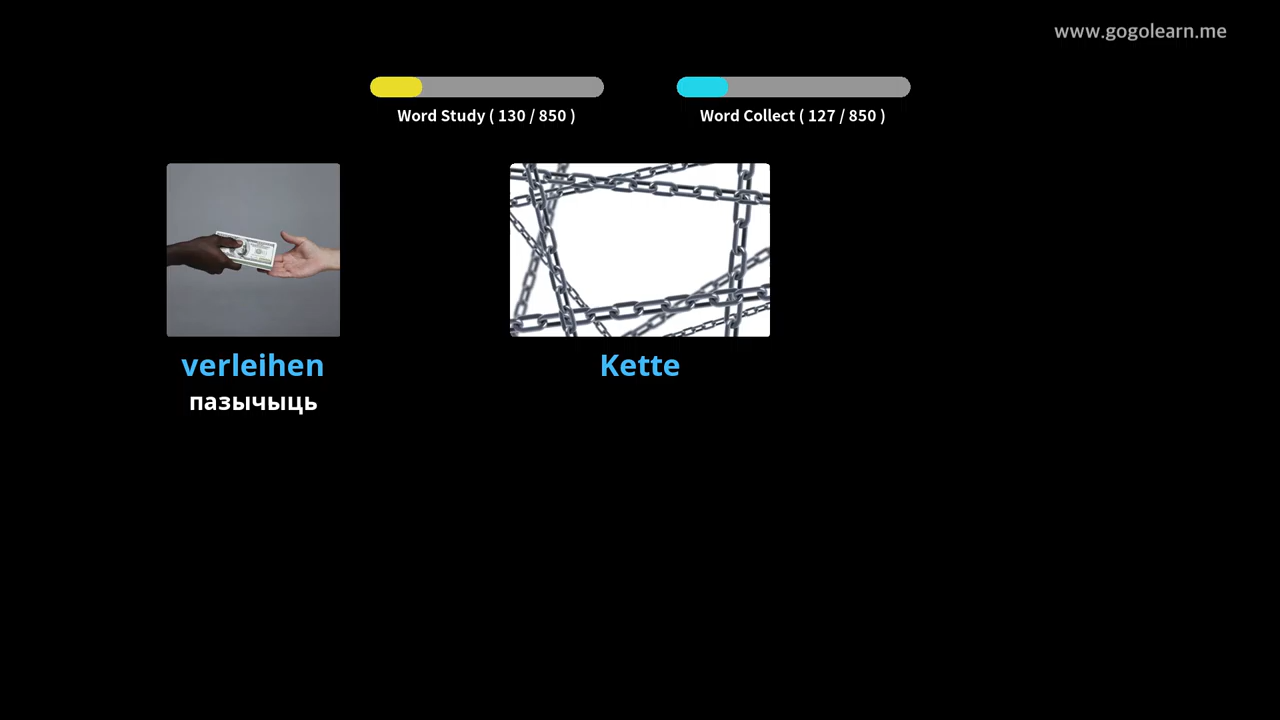 www.gogolearn.me
Word Study ( 130 / 850 )
Word Collect ( 127 / 850 )
verleihen
пазычыць
Kette